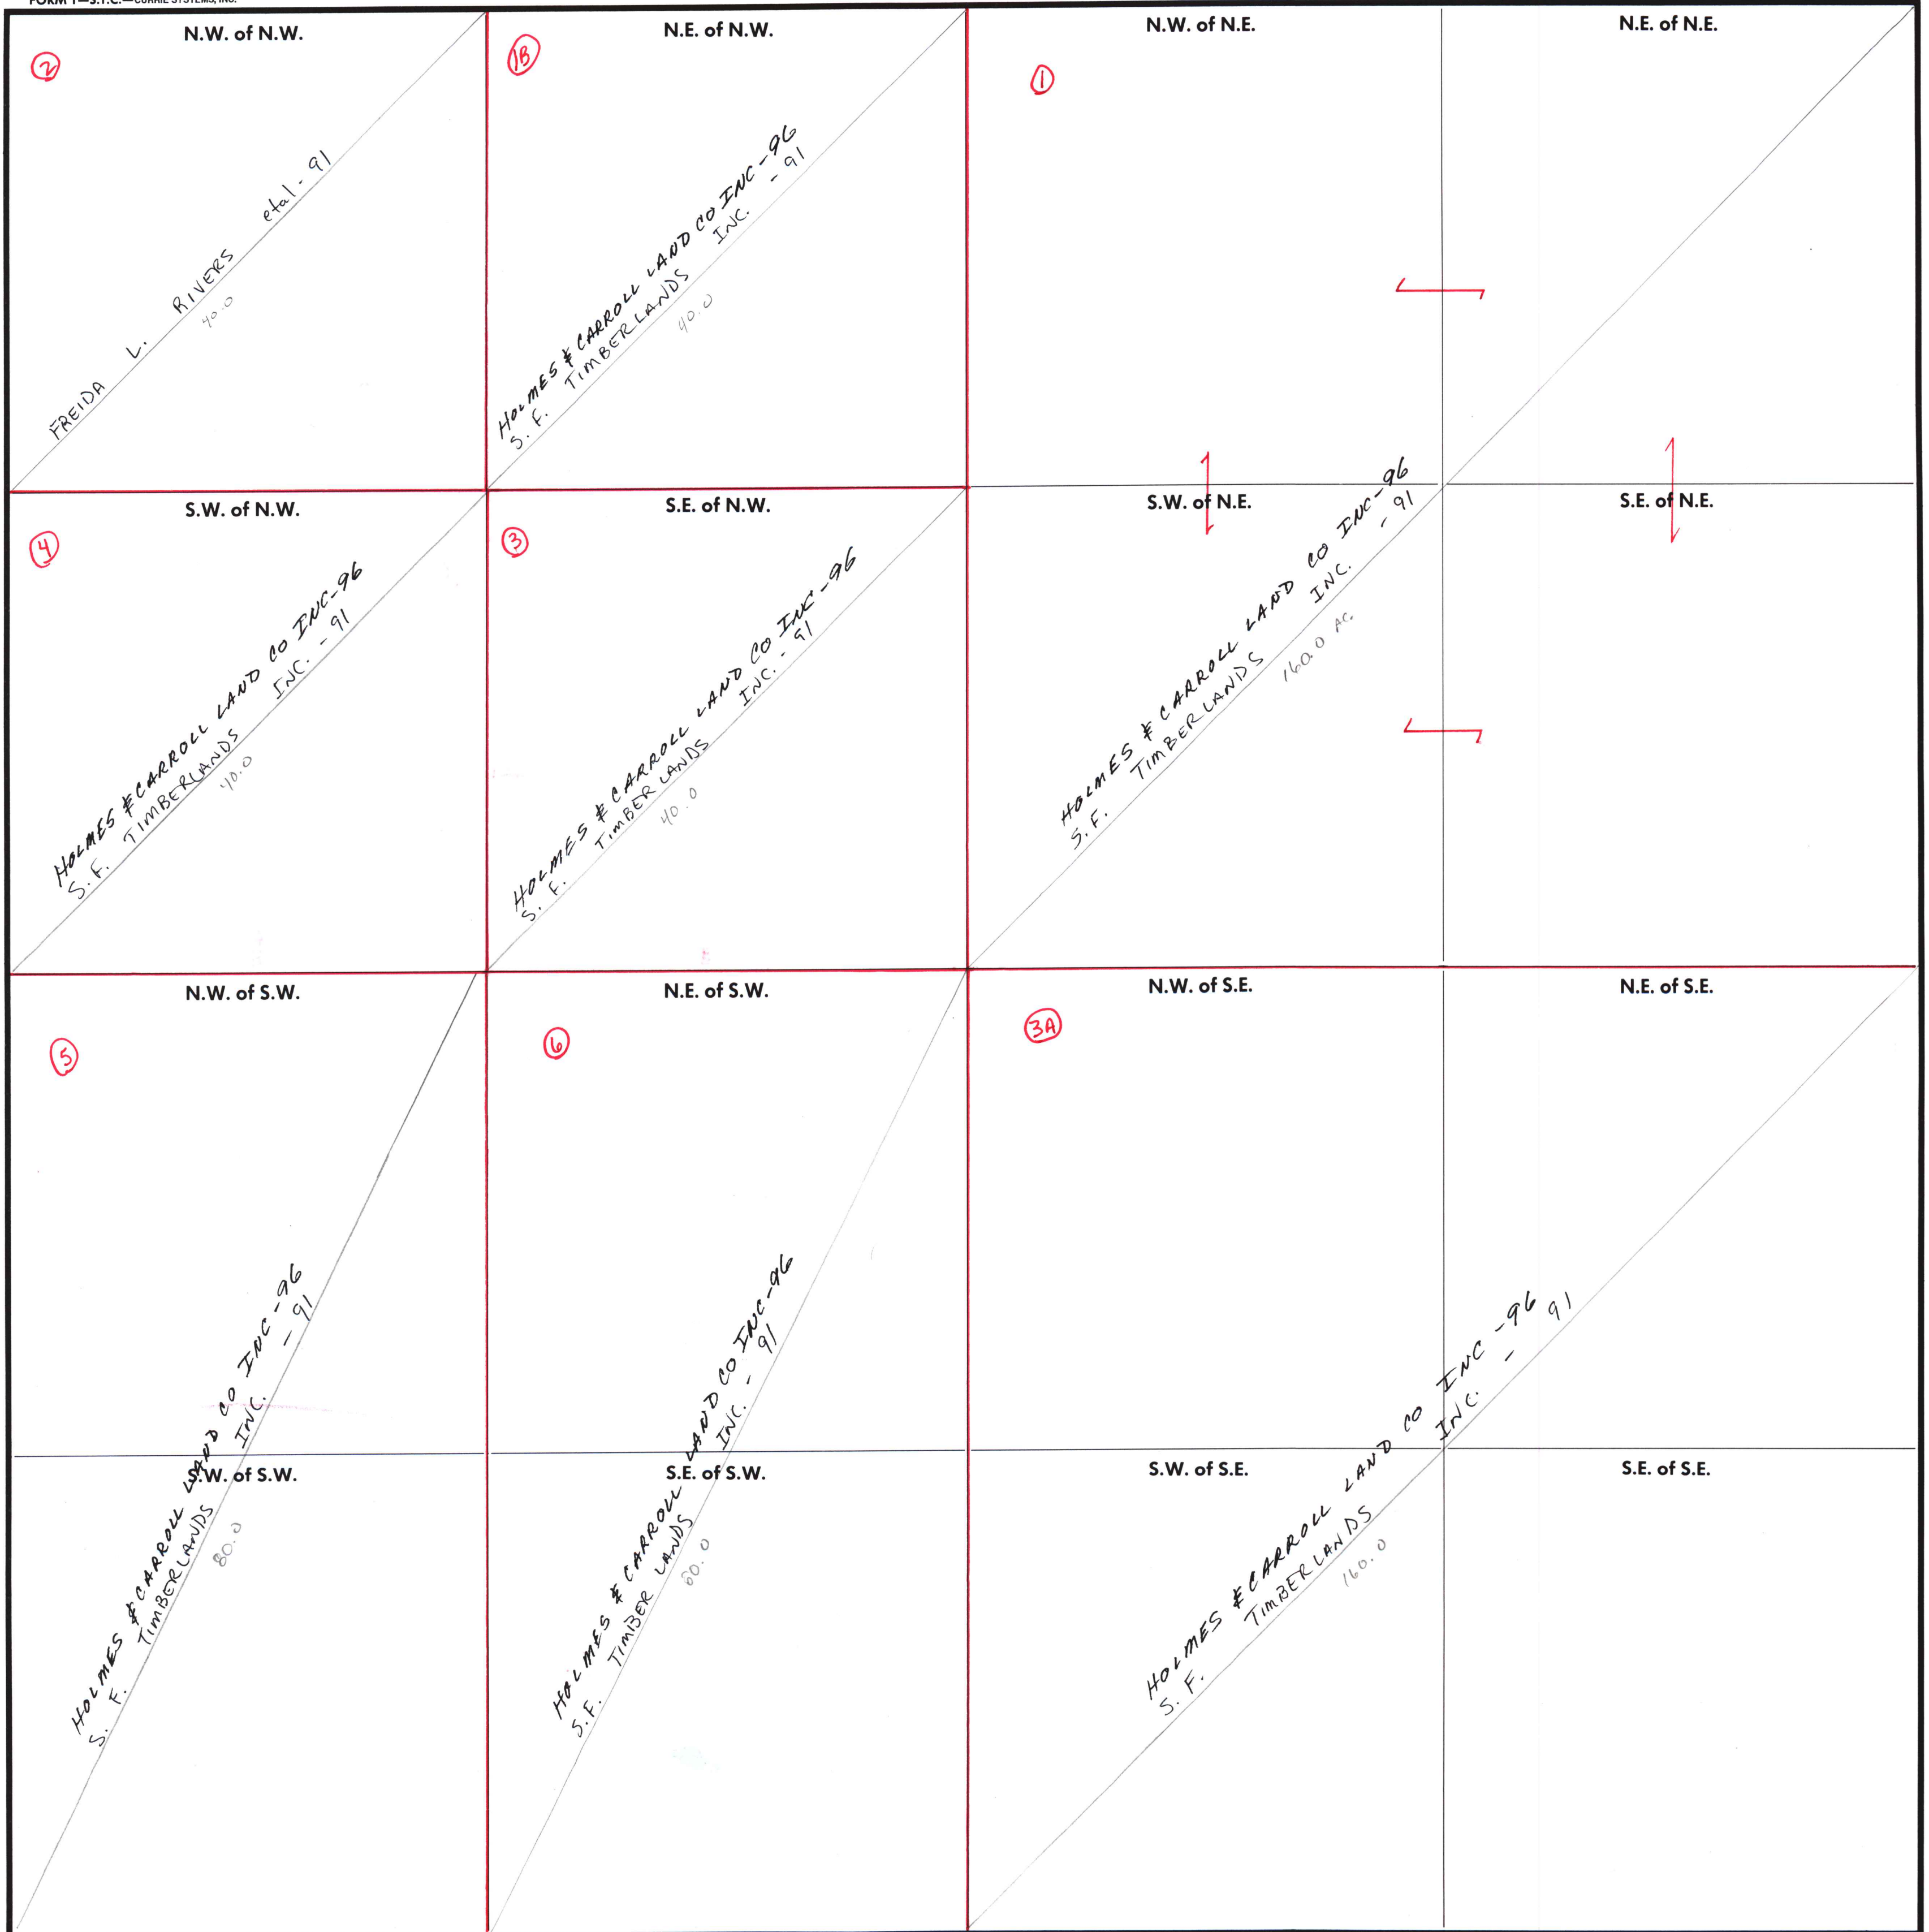 FORM 1—S.T.C.—CURRIE SYSTEMS, INC.
N.W. of N.W.
2
FREIDA L. RIVERS etal - 91
40.0
N.E. of N.W.
1B
HOLMES & CARROLL LAND CO INC-96
S. F. TIMBERLANDS INC. - 91
40.0
N.W. of N.E.
1
N.E. of N.E.
S.W. of N.W.
4
HOLMES & CARROLL LAND CO INC-96
S. F. TIMBERLANDS INC. - 91
40.0
S.E. of N.W.
3
HOLMES & CARROLL LAND CO INC-96
S. F. TIMBERLANDS INC. - 91
40.0
S.W. of N.E.
S.E. of N.E.
HOLMES & CARROLL LAND CO INC-96
S. F. TIMBERLANDS INC. - 91
160.0 AC.
N.W. of S.W.
5
N.E. of S.W.
6
N.W. of S.E.
3A
N.E. of S.E.
HOLMES & CARROLL LAND CO INC-96
S. F. TIMBERLANDS INC. - 91
80.0
S.W. of S.W.
HOLMES & CARROLL LAND CO INC-96
S.F. TIMBER LANDS INC. - 91
S.E. of S.W.
HOLMES & CARROLL LAND CO INC-96
S. F. TIMBERLANDS INC. - 91
160.0
S.W. of S.E.
S.E. of S.E.